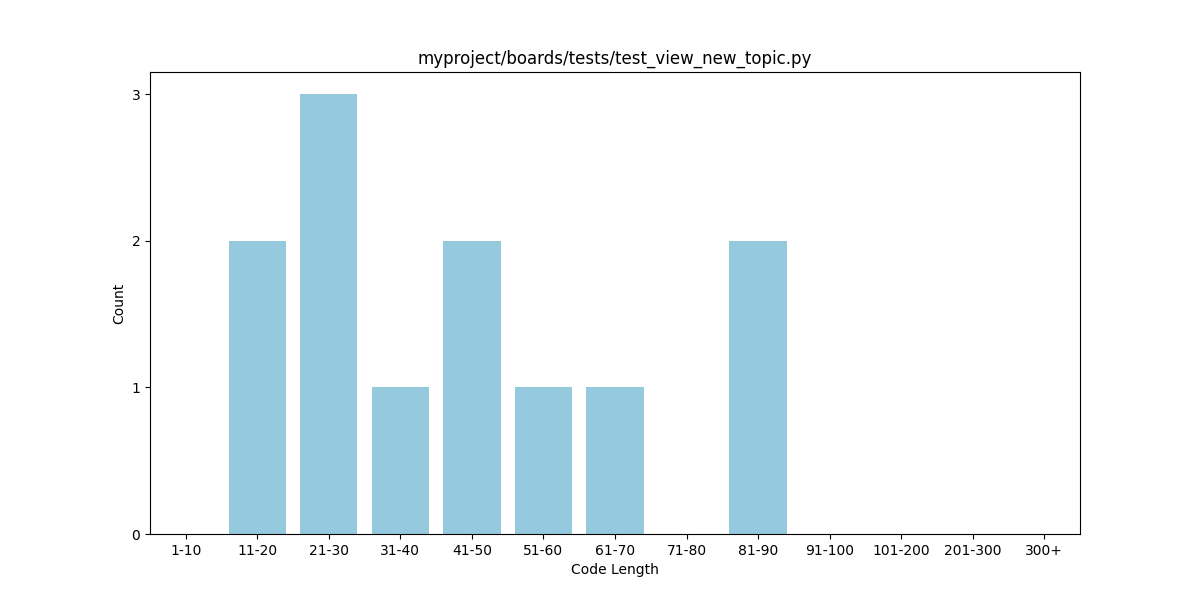 myproject/boards/tests/test_view_new_topic.py
3
2
1
0
Count
1-10 11-20 21-30 31-40 41-50 51-60 61-70 71-80 81-90 91-100 101-200 201-300 300+
Code Length